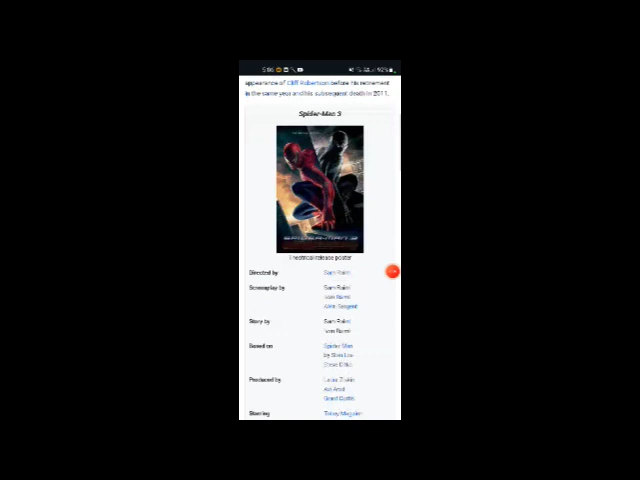 5:06
92%
appearance of Cliff Robertson before his retirement
in the same year and his subsequent death in 2011.
Spider-Man 3
Theatrical release poster
Directed by Sam Raimi
Screenplay by Sam Raimi
Ivan Raimi
Alvin Sargent
Story by Sam Raimi
Ivan Raimi
Based on Spider-Man
by Stan Lee
Steve Ditko
Produced by Laura Ziskin
Avi Arad
Grant Curtis
Starring Tobey Maguire